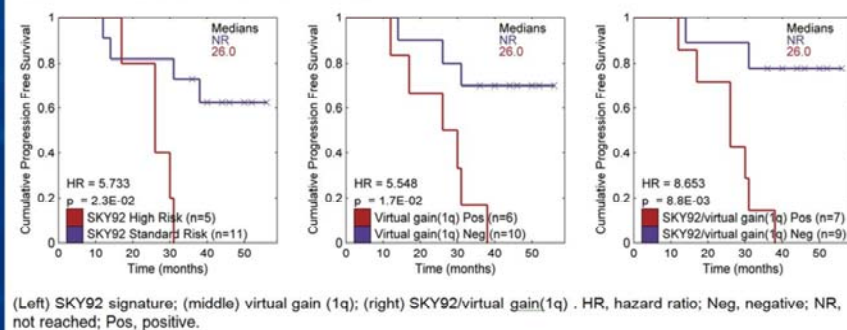 Medians
NR
26.0
HR = 5.733
p = 2.3E-02
SKY92 High Risk (n=5)
SKY92 Standard Risk (n=11)
Cumulative Progression Free Survival
1
0.8
0.6
0.4
0.2
0
0 10 20 30 40 50
Time (months)
Medians
NR
26.0
HR = 5.548
p = 1.7E-02
Virtual gain(1q) Pos (n=6)
Virtual gain(1q) Neg (n=10)
Cumulative Progression Free Survival
1
0.8
0.6
0.4
0.2
0
0 10 20 30 40 50
Time (months)
Medians
NR
26.0
HR = 8.653
p = 8.8E-03
SKY92/virtual gain(1q) Pos (n=7)
SKY92/virtual gain(1q) Neg (n=9)
Cumulative Progression Free Survival
1
0.8
0.6
0.4
0.2
0
0 10 20 30 40 50
Time (months)
(Left) SKY92 signature; (middle) virtual gain (1q); (right) SKY92/virtual gain(1q) . HR, hazard ratio; Neg, negative; NR,
not reached; Pos, positive.